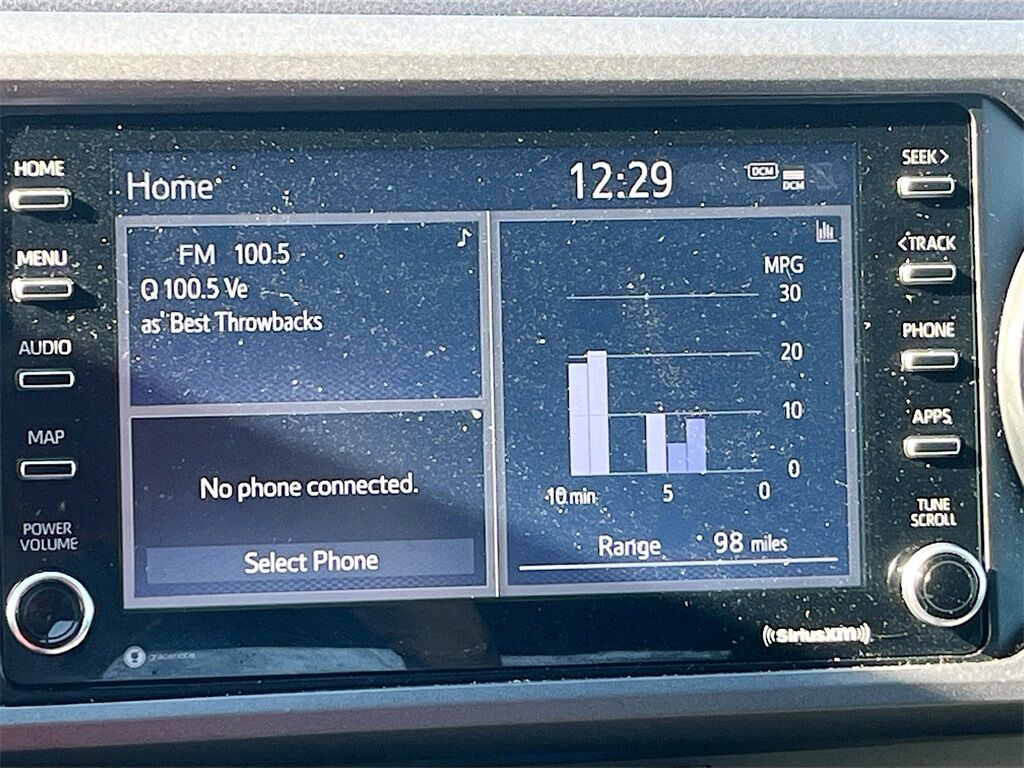 HOME
MENU
AUDIO
MAP
POWER
VOLUME
Home
12:29
DCM
DCM
FM 100.5
Q 100.5 Ve
as' Best Throwbacks
No phone connected.
Select Phone
MPG
30
20
10
0
10 min
5
0
Range 98 miles
SEEK>
<TRACK
PHONE
APPS
TUNE
SCROLL
gracenote
((SiriusXM))